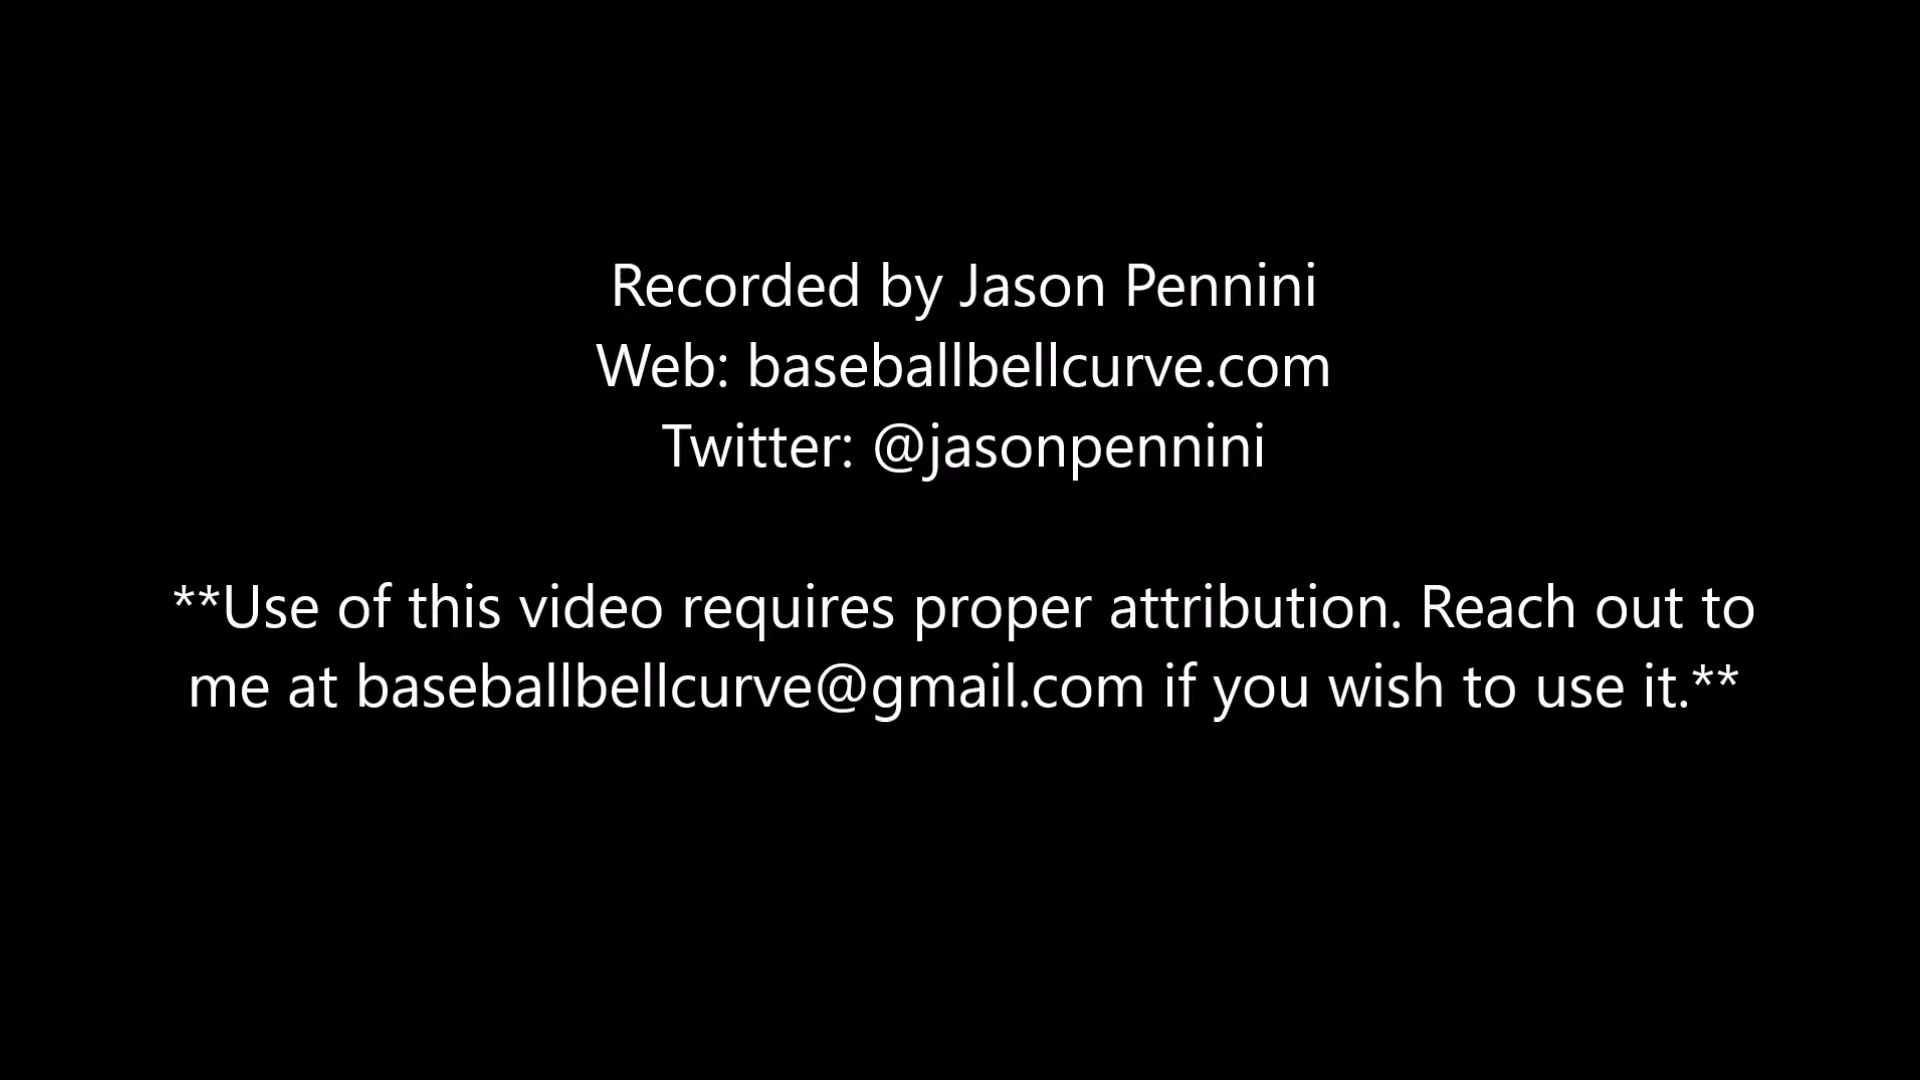 Recorded by Jason Pennini
Web: baseballbellcurve.com
Twitter: @jasonpennini
**Use of this video requires proper attribution. Reach out to
me at baseballbellcurve@gmail.com if you wish to use it.**